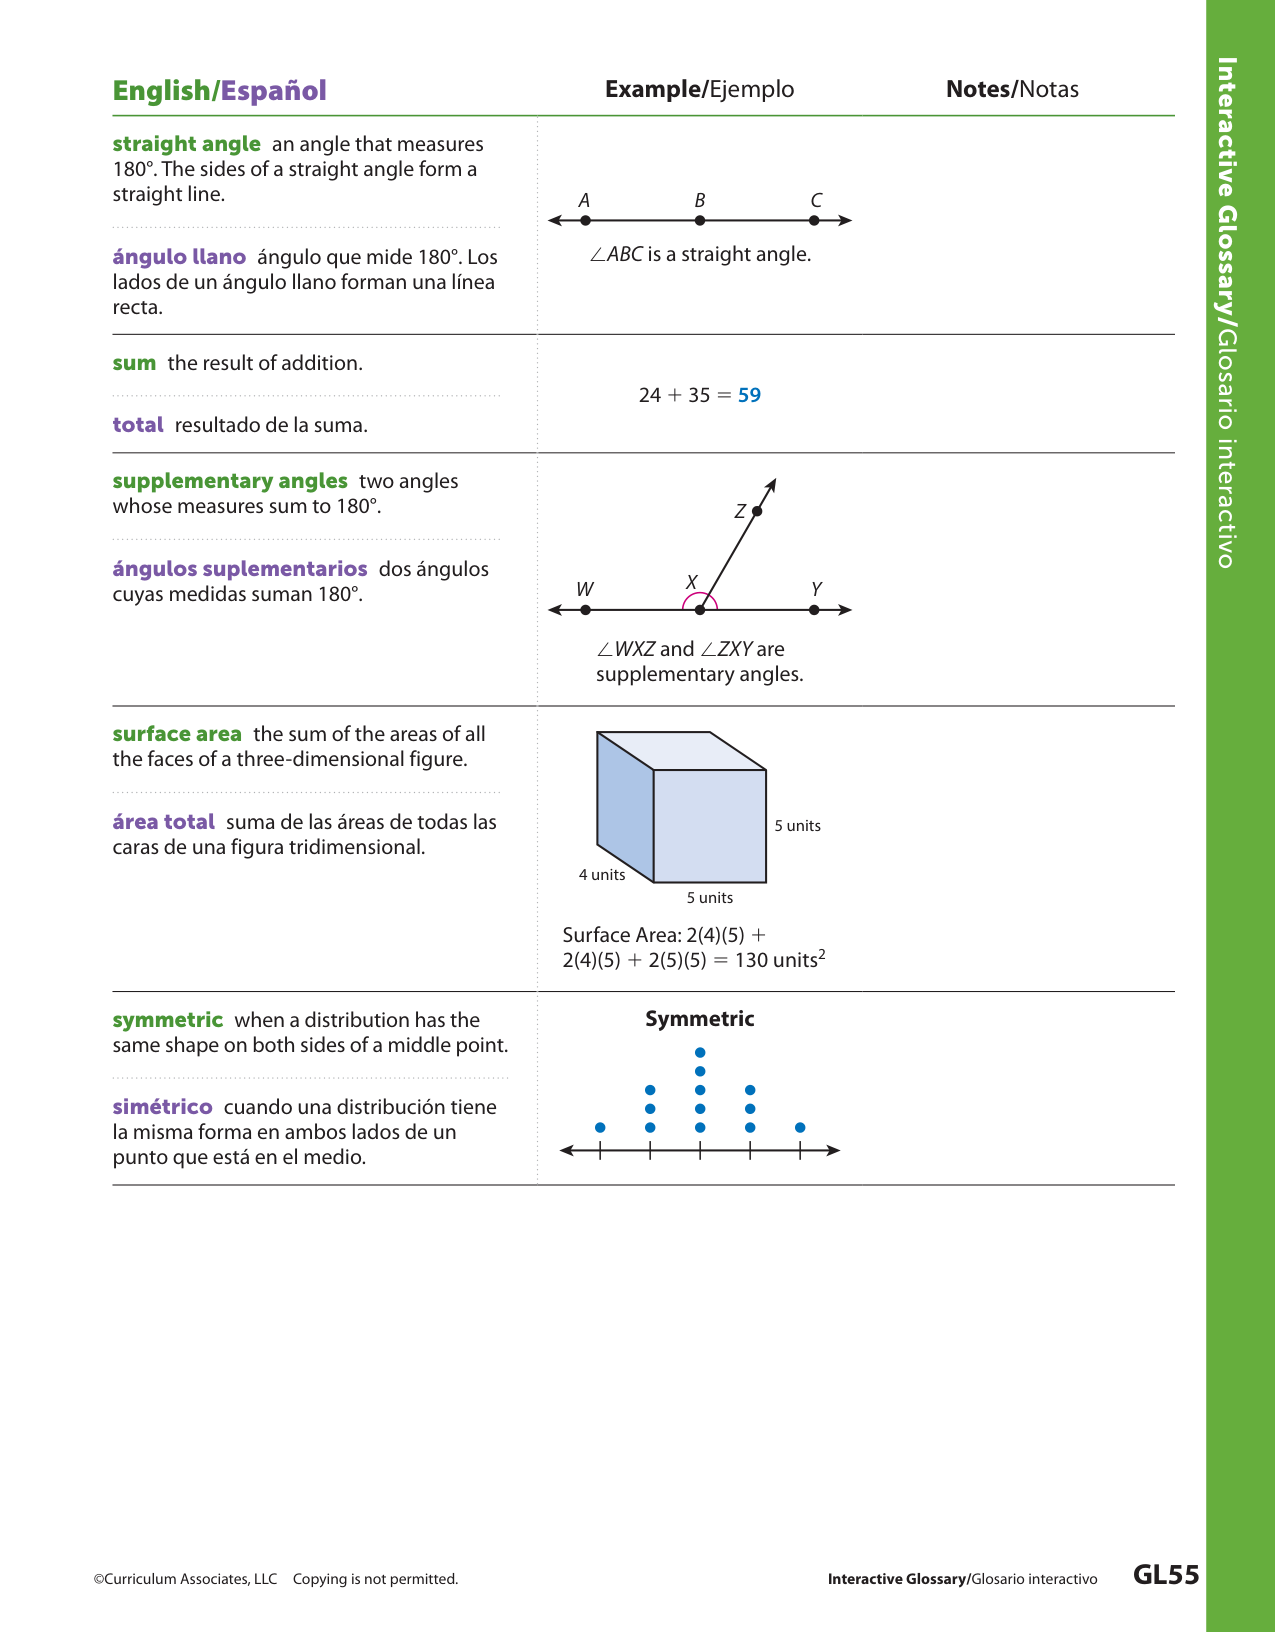 English/Español
Example/Ejemplo
Notes/Notas
straight angle an angle that measures
180°. The sides of a straight angle form a
straight line.
ángulo llano ángulo que mide 180°. Los
lados de un ángulo llano forman una línea
recta.
A B C
∠ABC is a straight angle.
sum the result of addition.
total resultado de la suma.
24 + 35 = 59
supplementary angles two angles
whose measures sum to 180°.
ángulos suplementarios dos ángulos
cuyas medidas suman 180°.
Z
W X Y
∠WXZ and ∠ZXY are
supplementary angles.
surface area the sum of the areas of all
the faces of a three-dimensional figure.
área total suma de las áreas de todas las
caras de una figura tridimensional.
5 units
4 units
5 units
Surface Area: 2(4)(5) +
2(4)(5) + 2(5)(5) = 130 units²
symmetric when a distribution has the
same shape on both sides of a middle point.
simétrico cuando una distribución tiene
la misma forma en ambos lados de un
punto que está en el medio.
Symmetric
Interactive Glossary/Glosario interactivo
©Curriculum Associates, LLC Copying is not permitted.
Interactive Glossary/Glosario interactivo GL55